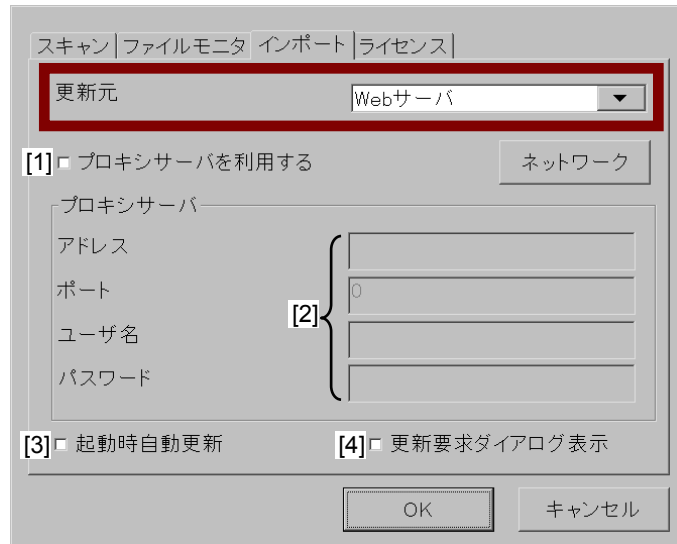 スキャン ファイルモニタ インポート ライセンス
更新元 Webサーバ
[1] プロキシサーバを利用する ネットワーク
プロキシサーバ
アドレス
ポート 0
[2]
ユーザ名
パスワード
[3] 起動時自動更新 [4] 更新要求ダイアログ表示
OK キャンセル